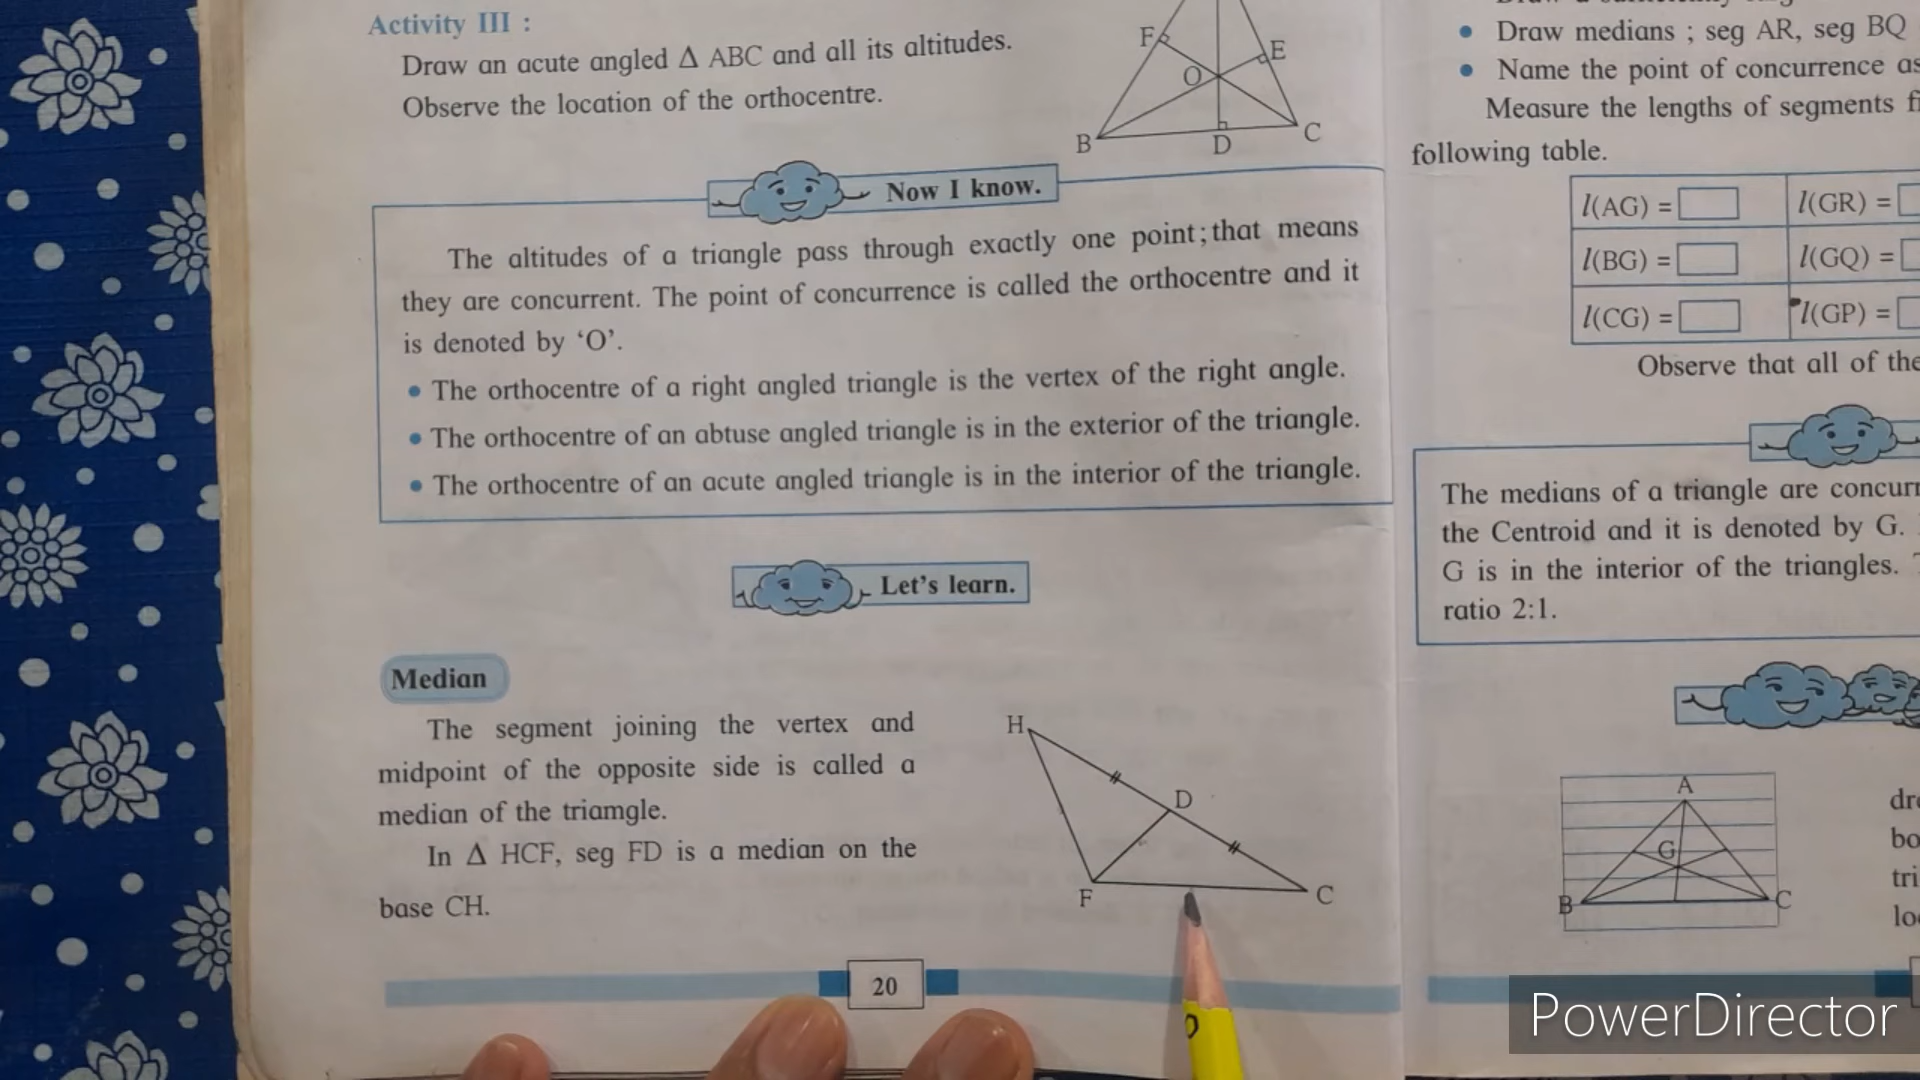 Activity III :
Draw an acute angled Δ ABC and all its altitudes.
Observe the location of the orthocentre.
F
E
O
B
D
C
Now I know.
The altitudes of a triangle pass through exactly one point; that means
they are concurrent. The point of concurrence is called the orthocentre and it
is denoted by ‘O’.
• The orthocentre of a right angled triangle is the vertex of the right angle.
• The orthocentre of an abtuse angled triangle is in the exterior of the triangle.
• The orthocentre of an acute angled triangle is in the interior of the triangle.
Let’s learn.
Median
The segment joining the vertex and
midpoint of the opposite side is called a
median of the triamgle.
In Δ HCF, seg FD is a median on the
base CH.
H
D
F
C
20
• Draw medians ; seg AR, seg BQ
• Name the point of concurrence as
Measure the lengths of segments
following table.
l(AG) = l(GR) =
l(BG) = l(GQ) =
l(CG) = l(GP) =
Observe that all of the
The medians of a triangle are
the Centroid and it is denoted by G.
G is in the interior of the triangles.
ratio 2:1.
A
G
B
C
PowerDirector